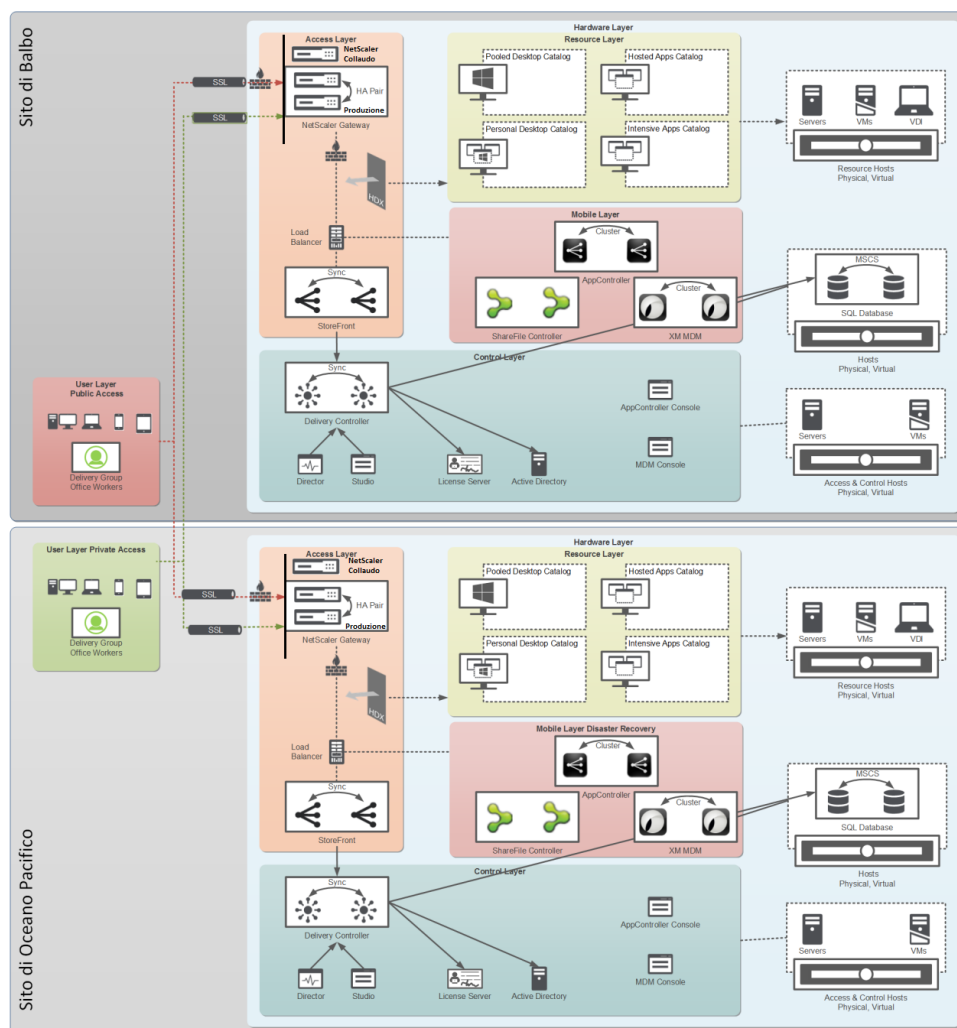 Sito di Balbo
Hardware Layer
Access Layer
NetScaler
Collaudo
SSL
HA Pair
Produzione
SSL
NetScaler Gateway
HDX
Load
Balancer
Sync
StoreFront
Resource Layer
Pooled Desktop Catalog
Hosted Apps Catalog
Personal Desktop Catalog
Intensive Apps Catalog
Servers
VMs
VDI
Resource Hosts
Physical, Virtual
Mobile Layer
Cluster
AppController
Cluster
ShareFile Controller
XM MDM
MSCS
SQL Database
Hosts
Physical, Virtual
Control Layer
Sync
Delivery Controller
AppController Console
Director
Studio
License Server
Active Directory
MDM Console
Servers
VMs
Access & Control Hosts
Physical, Virtual
User Layer
Public Access
Delivery Group
Office Workers
Sito di Oceano Pacifico
User Layer Private Access
Delivery Group
Office Workers
Hardware Layer
Access Layer
NetScaler
Collaudo
SSL
HA Pair
Produzione
SSL
NetScaler Gateway
HDX
Load
Balancer
Sync
StoreFront
Resource Layer
Pooled Desktop Catalog
Hosted Apps Catalog
Personal Desktop Catalog
Intensive Apps Catalog
Servers
VMs
VDI
Resource Hosts
Physical, Virtual
Mobile Layer Disaster Recovery
Cluster
AppController
Cluster
ShareFile Controller
XM MDM
MSCS
SQL Database
Hosts
Physical, Virtual
Control Layer
Sync
Delivery Controller
AppController Console
Director
Studio
License Server
Active Directory
MDM Console
Servers
VMs
Access & Control Hosts
Physical, Virtual